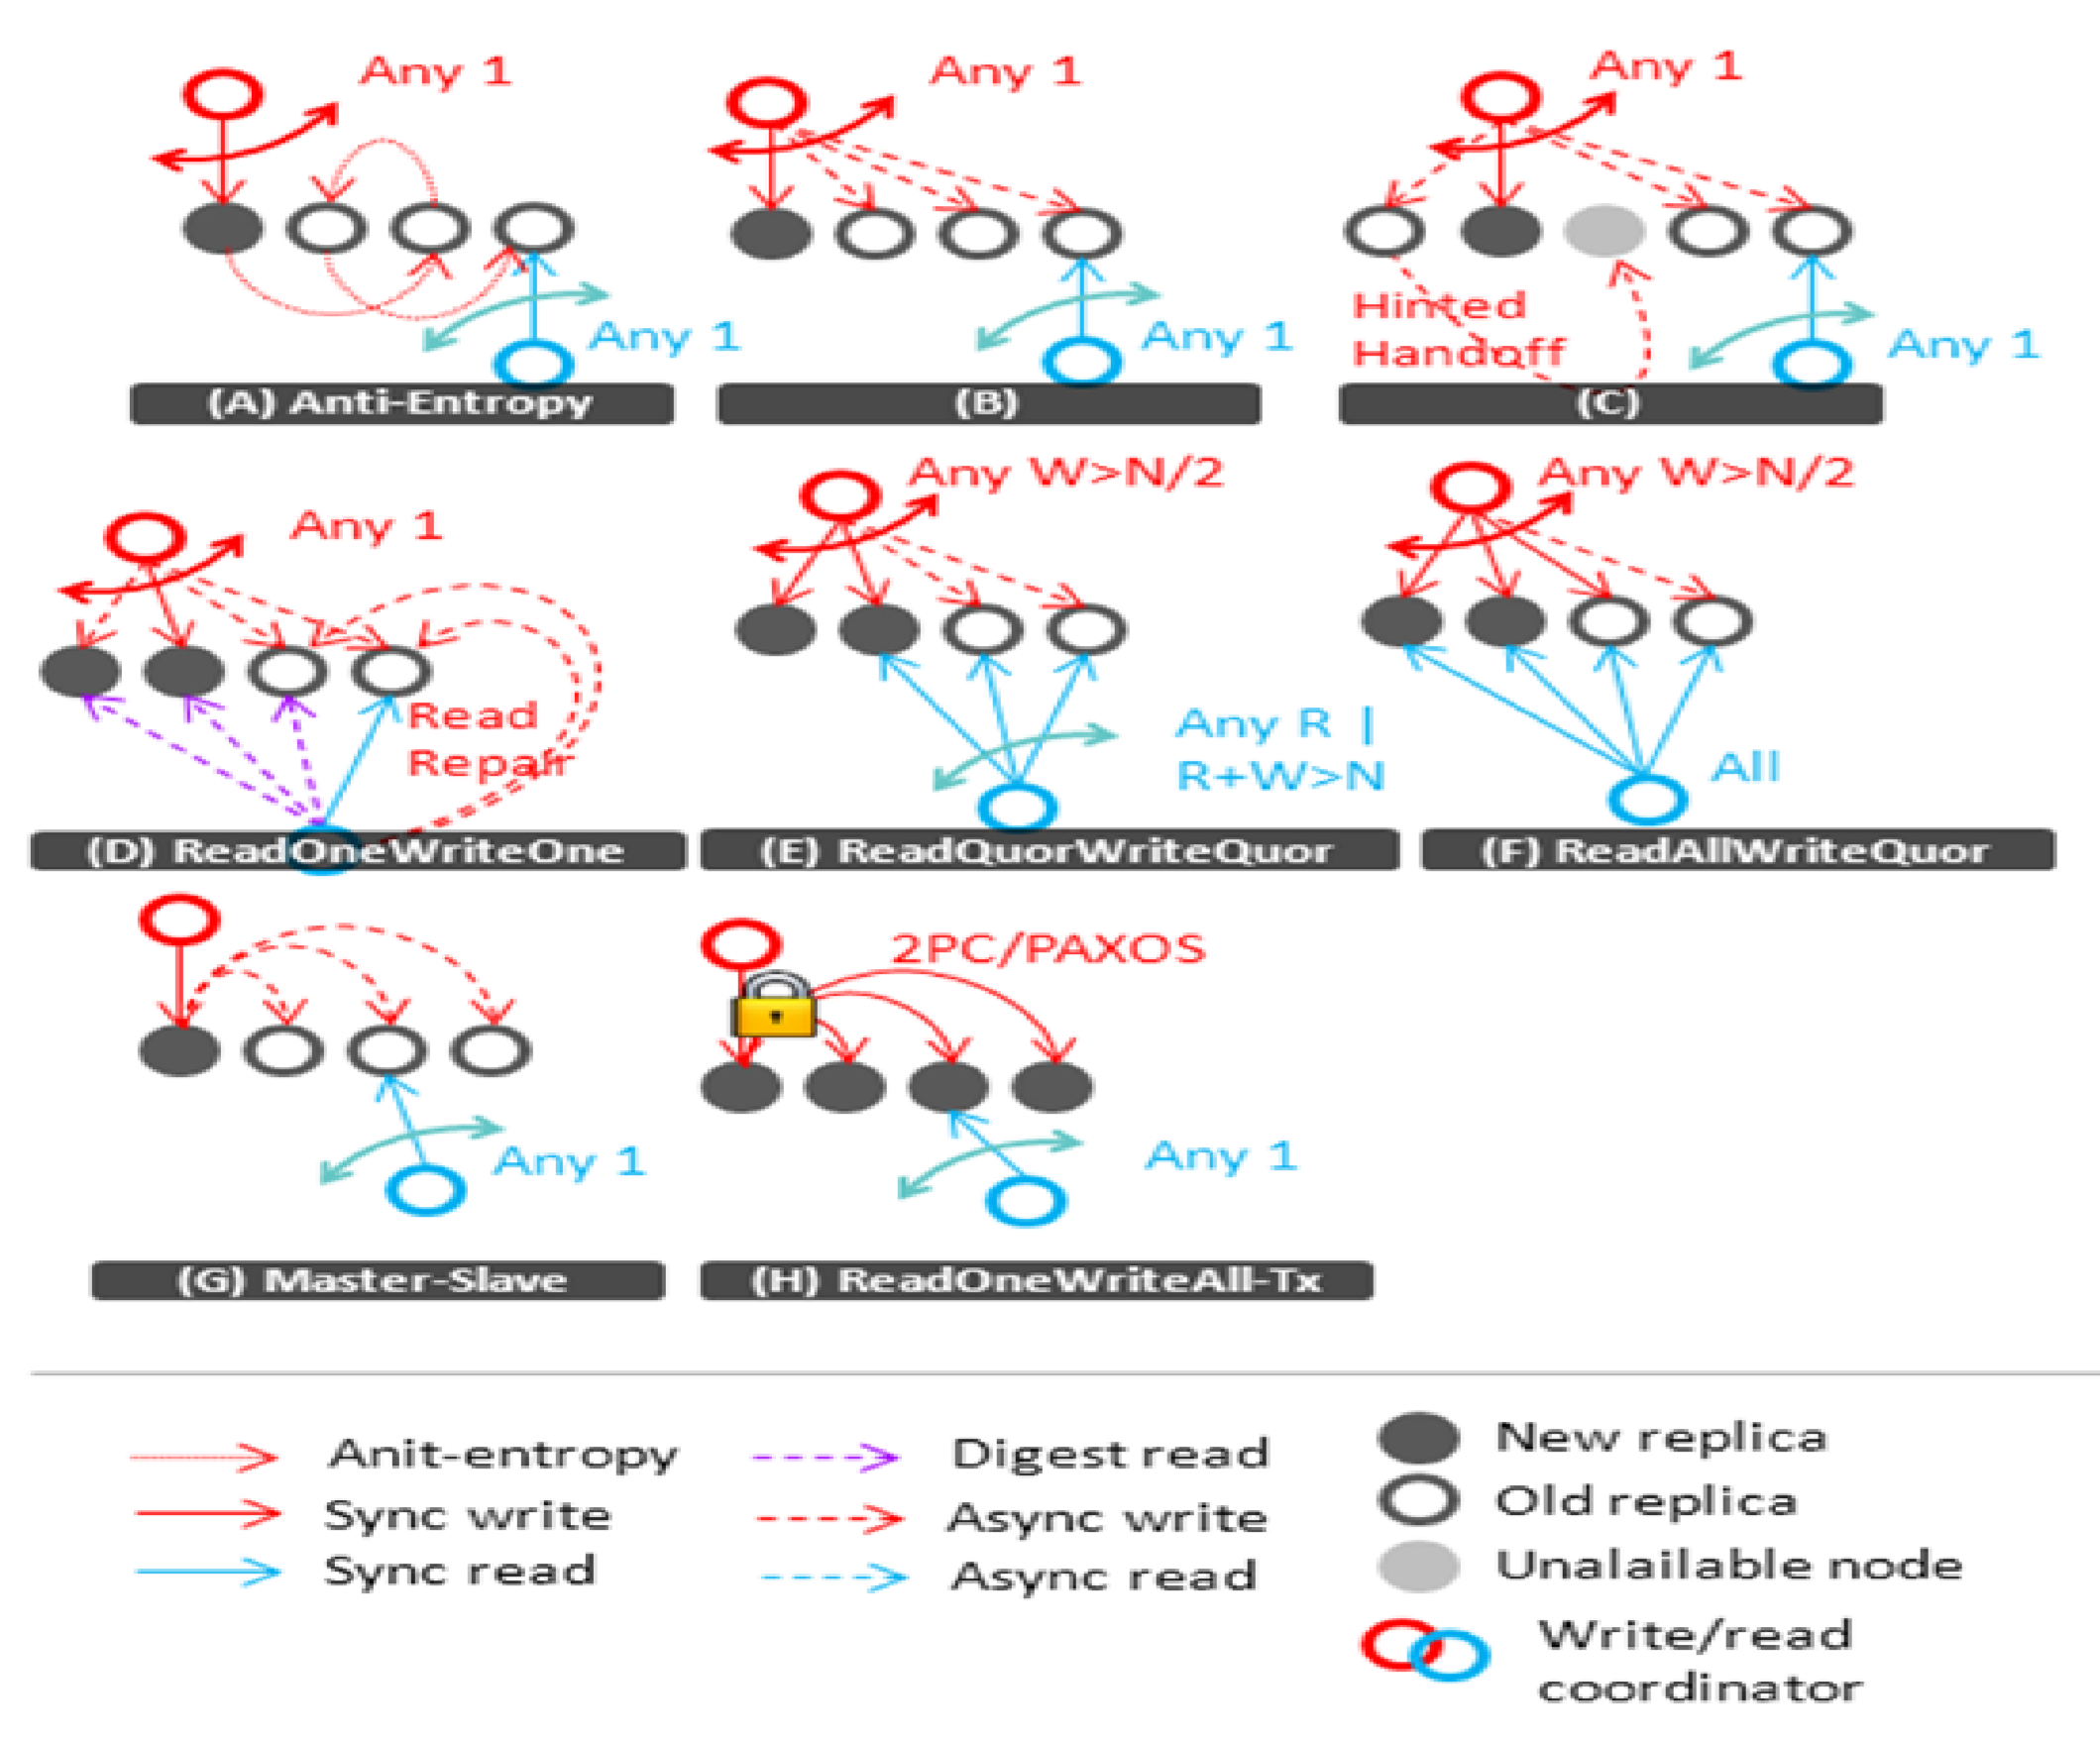 Any 1
Any 1
Any 1
Any 1
Any 1
Hinted
Handoff
Any 1
(A) Anti-Entropy
(B)
(C)
Any 1
Any W>N/2
Any W>N/2
Read
Repair
Any R |
R+W>N
All
(D) ReadOneWriteOne
(E) ReadQuorWriteQuor
(F) ReadAllWriteQuor
2PC/PAXOS
Any 1
Any 1
(G) Master-Slave
(H) ReadOneWriteAll-Tx
Anit-entropy
Sync write
Sync read
Digest read
Async write
Async read
New replica
Old replica
Unalailable node
Write/read
coordinator